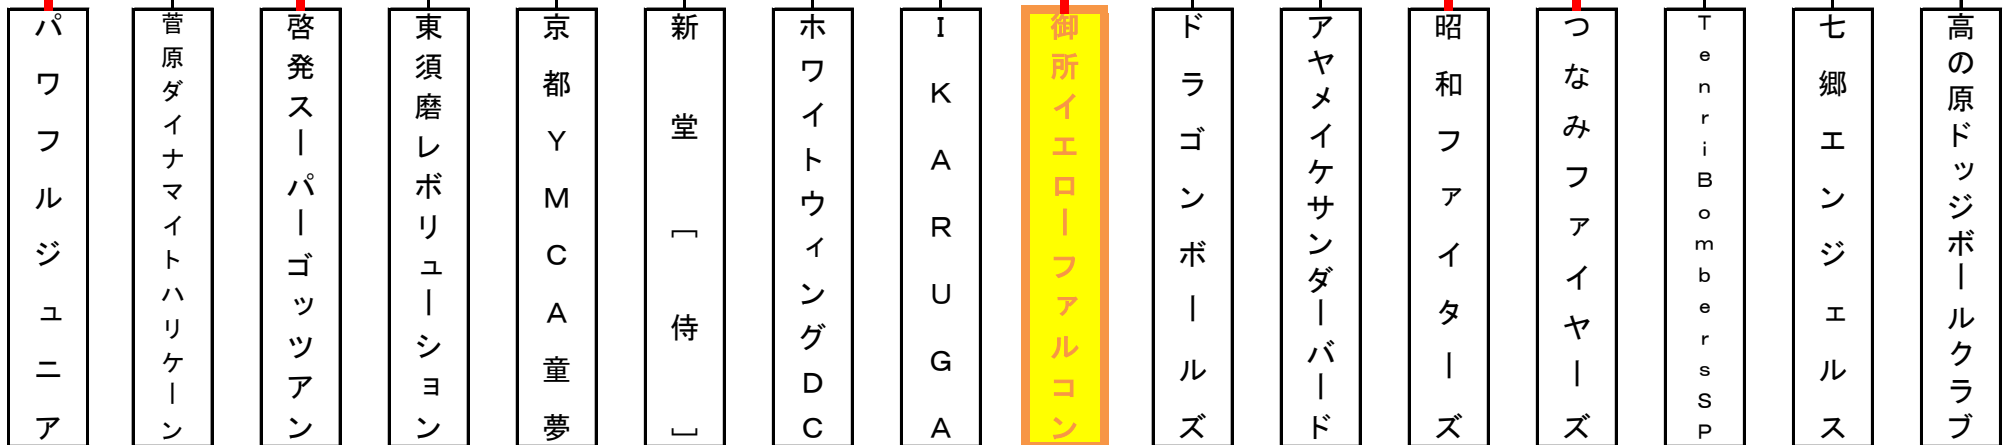 パワフルジュニア
菅原ダイナマイトハリケーン
啓発スーパーゴッツアン
東須磨レボリューション
京都ＹＭＣＡ童夢
新堂［侍］
ホワイトウィングＤＣ
ＩＫＡＲＵＧＡ
御所イエローファルコン
ドラゴンボールズ
アヤメイケサンダーバード
昭和ファイターズ
つなみファイヤーズ
ＴｅｎｒｉＢｏｍｂｅｒｓＳＰ
七郷エンジェルス
高の原ドッジボールクラブ